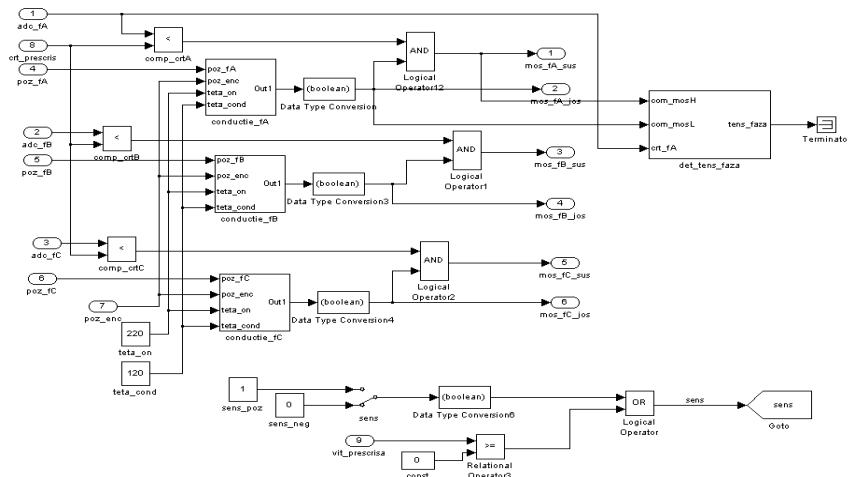 1
adc_fA
8
crt_prescris
4
poz_fA
<
comp_crtA
poz_fA
poz_enc
teta_on
teta_cond
Out1
conductie_fA
(boolean)
Data Type Conversion
AND
Logical
Operator12
1
mos_fA_sus
2
mos_fA_jos
com_mosH
com_mosL
crt_fA
tens_faza
det_tens_faza
Terminato
2
adc_fB
5
poz_fB
<
comp_crtB
poz_fB
poz_enc
teta_on
teta_cond
Out1
conductie_fB
(boolean)
Data Type Conversion3
AND
Logical
Operator1
3
mos_fB_sus
4
mos_fB_jos
3
adc_fC
6
poz_fC
7
poz_enc
<
comp_crtC
poz_fC
poz_enc
teta_on
teta_cond
Out1
conductie_fC
(boolean)
Data Type Conversion4
AND
Logical
Operator2
5
mos_fC_sus
6
mos_fC_jos
220
teta_on
120
teta_cond
1
sens_poz
0
sens_neg
sens
(boolean)
Data Type Conversion6
OR
Logical
Operator
sens
sens
Goto
9
vit_prescrisa
0
const
>=
Relational
Operator3